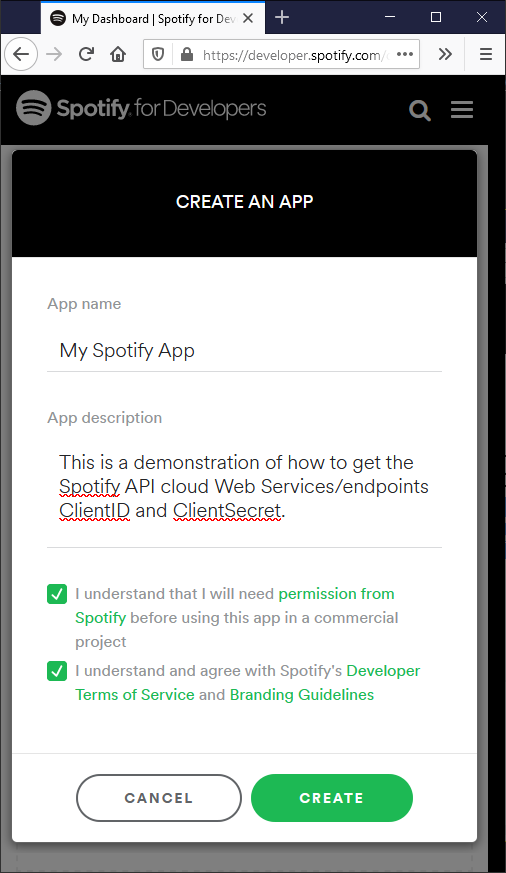 My Dashboard | Spotify for Deve
https://developer.spotify.com/
Spotify for Developers
CREATE AN APP
App name
My Spotify App
App description
This is a demonstration of how to get the
Spotify API cloud Web Services/endpoints
ClientID and ClientSecret.
I understand that I will need permission from
Spotify before using this app in a commercial
project
I understand and agree with Spotify's Developer
Terms of Service and Branding Guidelines
CANCEL
CREATE